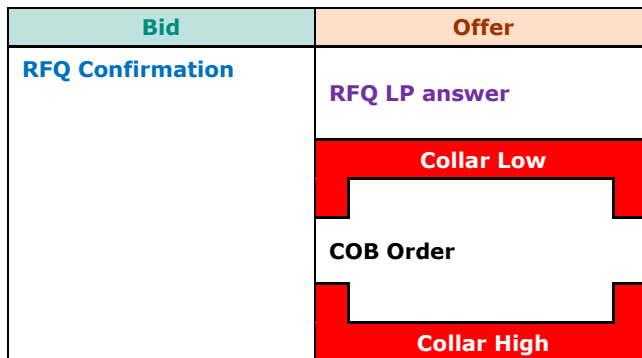 Bid
Offer
RFQ Confirmation
RFQ LP answer
Collar Low
COB Order
Collar High